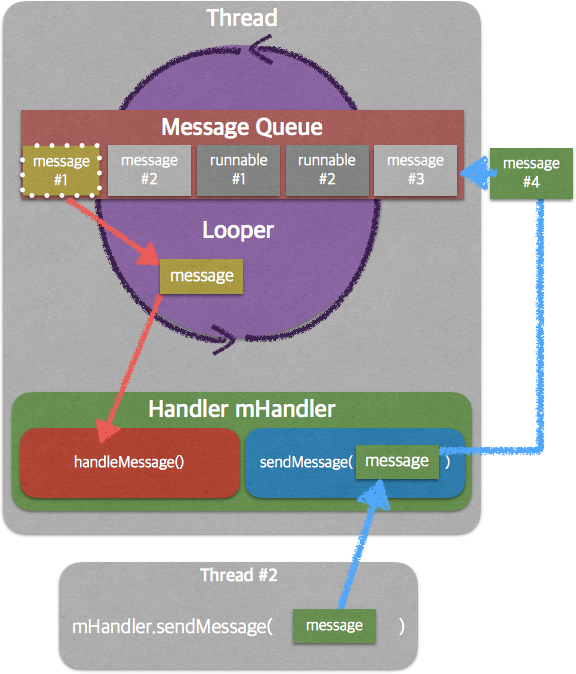 Thread
Message Queue
message
#1
message
#2
runnable
#1
runnable
#2
message
#3
message
#4
Looper
message
Handler mHandler
handleMessage()
sendMessage( message )
Thread #2
mHandler.sendMessage( message )